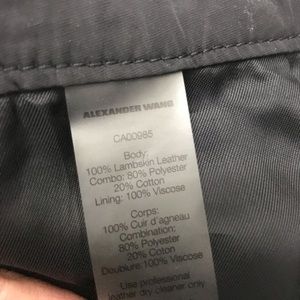 ALEXANDER WANG
CA00985
Body:
100% Lambskin Leather
Combo: 80% Polyester
20% Cotton
Lining: 100% Viscose
Corps:
100% Cuir d'agneau
Combination:
80% Polyester
20% Coton
Doublure: 100% Viscose
Use professional
leather dry cleaner only